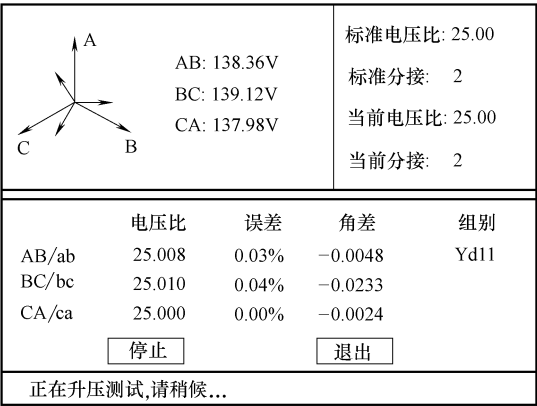 A
B
C
AB: 138.36V
BC: 139.12V
CA: 137.98V
标准电压比: 25.00
标准分接: 2
当前电压比: 25.00
当前分接: 2
电压比 误差 角差 组别
AB/ab 25.008 0.03% −0.0048 Yd11
BC/bc 25.010 0.04% −0.0233
CA/ca 25.000 0.00% −0.0024
停止 退出
正在升压测试,请稍候…